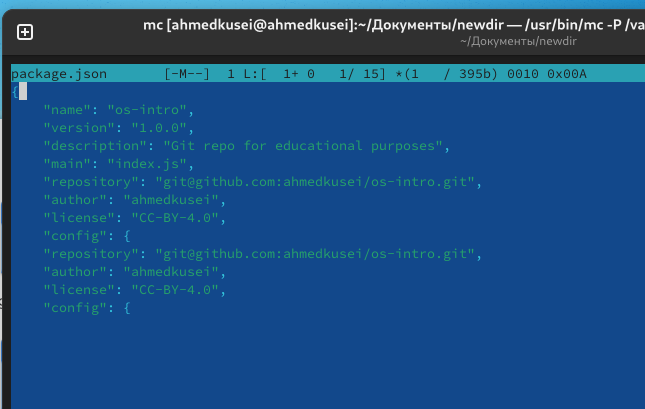 mc [ahmedkusei@ahmedkusei]:~/Документы/newdir — /usr/bin/mc -P /va
~/Документы/newdir
package.json [-M--] 1 L:[ 1+ 0 1/ 15] *(1 / 395b) 0010 0x00A
{
"name": "os-intro",
"version": "1.0.0",
"description": "Git repo for educational purposes",
"main": "index.js",
"repository": "git@github.com:ahmedkusei/os-intro.git",
"author": "ahmedkusei",
"license": "CC-BY-4.0",
"config": {
"repository": "git@github.com:ahmedkusei/os-intro.git",
"author": "ahmedkusei",
"license": "CC-BY-4.0",
"config": {